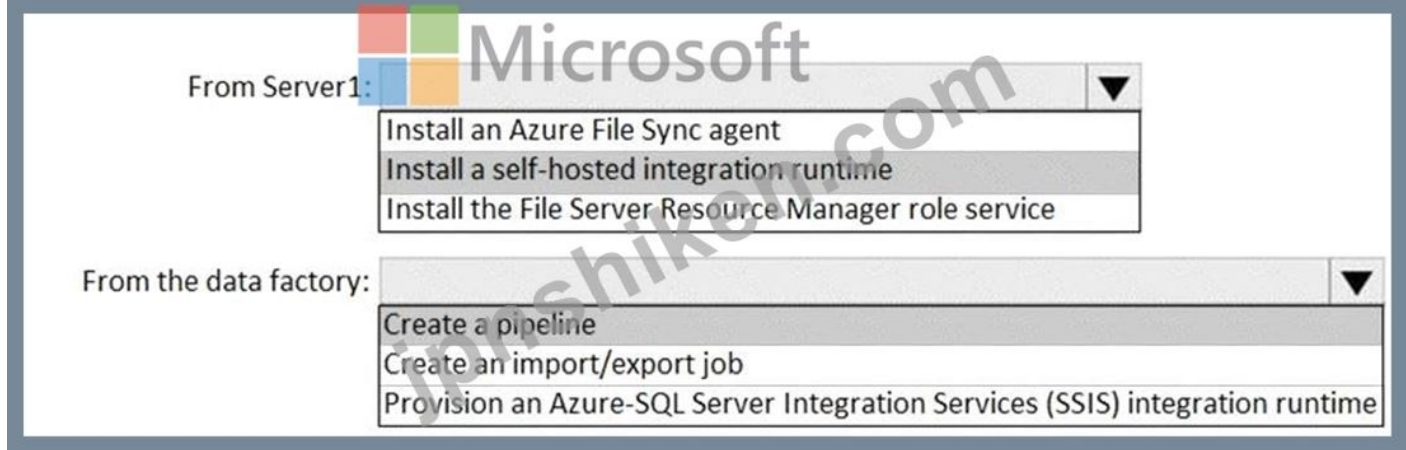 Microsoft
From Server1:
Install an Azure File Sync agent
Install a self-hosted integration runtime
Install the File Server Resource Manager role service
From the data factory:
Create a pipeline
Create an import/export job
Provision an Azure-SQL Server Integration Services (SSIS) integration runtime
jpnshiken.com